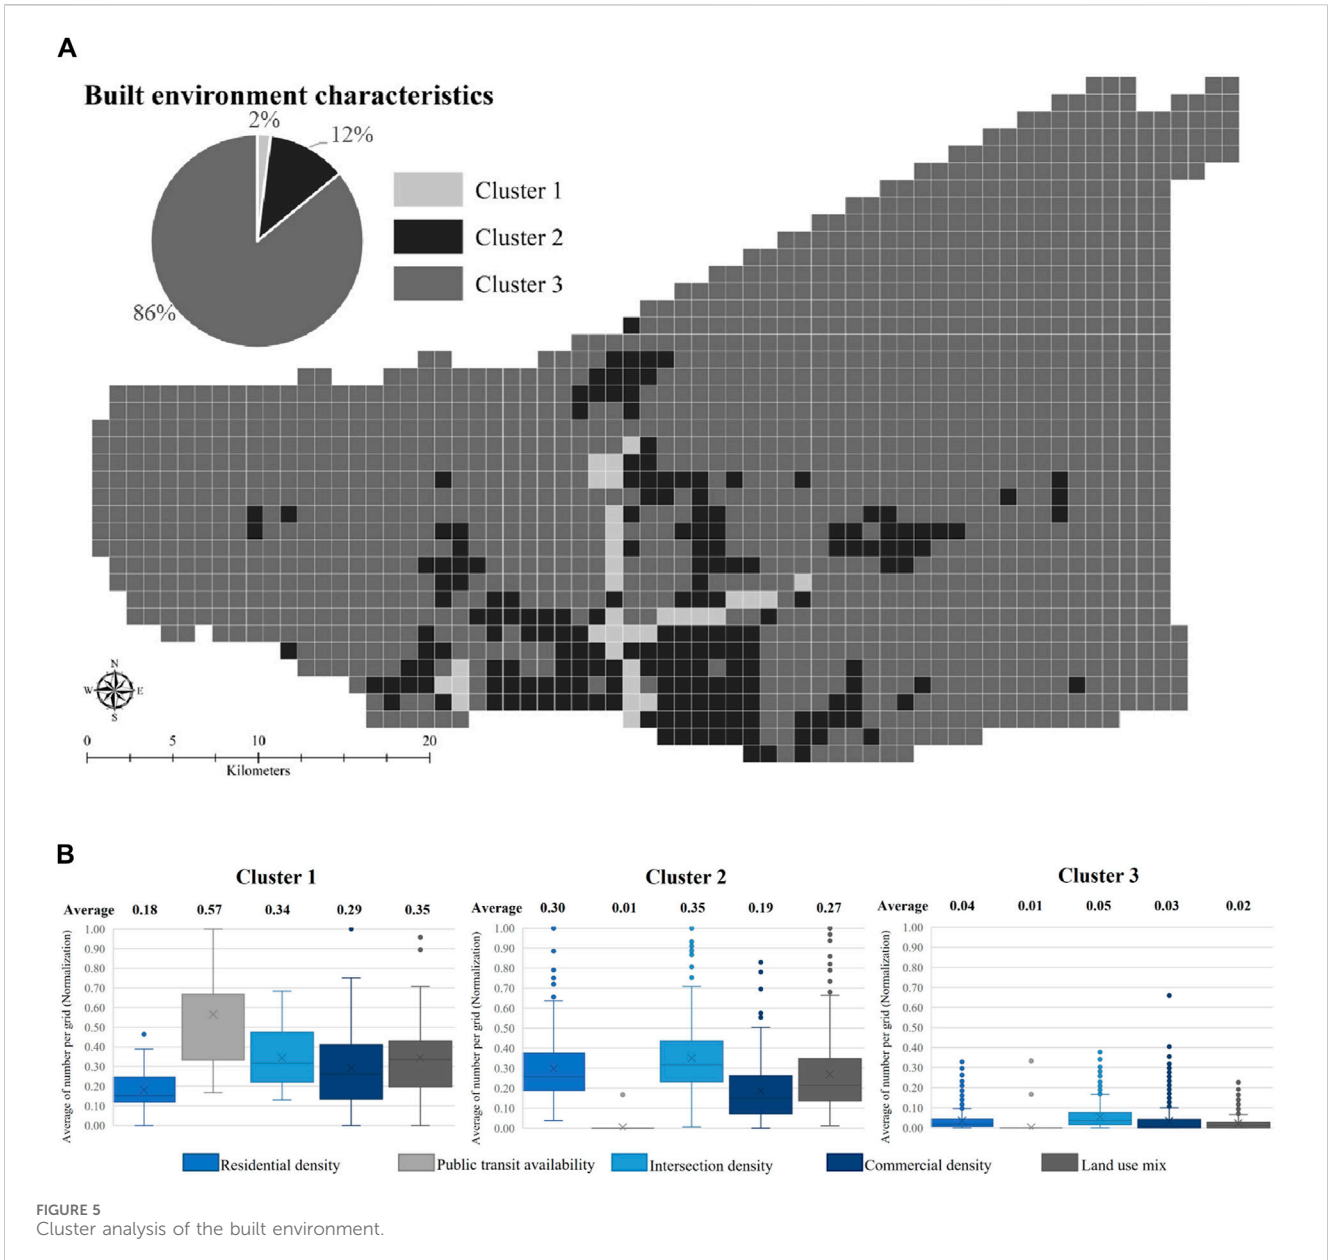 A
Built environment characteristics
2%
12%
86%
Cluster 1
Cluster 2
Cluster 3
N
W E
S
0 5 10 20
Kilometers
B
Cluster 1
Average 0.18 0.57 0.34 0.29 0.35
Average of number per grid (Normalization)
1.00
0.90
0.80
0.70
0.60
0.50
0.40
0.30
0.20
0.10
0.00
Cluster 2
Average 0.30 0.01 0.35 0.19 0.27
Average of number per grid (Normalization)
1.00
0.90
0.80
0.70
0.60
0.50
0.40
0.30
0.20
0.10
0.00
Cluster 3
Average 0.04 0.01 0.05 0.03 0.02
Average of number per grid (Normalization)
1.00
0.90
0.80
0.70
0.60
0.50
0.40
0.30
0.20
0.10
0.00
Residential density Public transit availability Intersection density Commercial density Land use mix
FIGURE 5
Cluster analysis of the built environment.